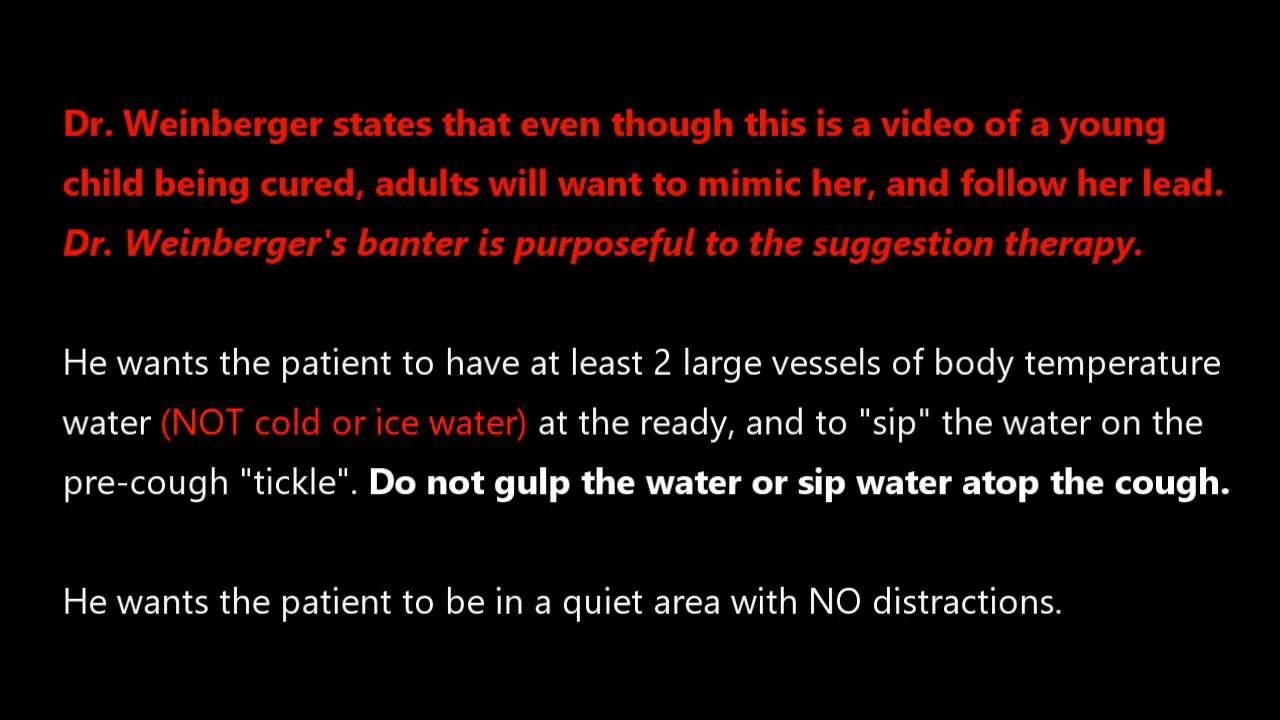 Dr. Weinberger states that even though this is a video of a young
child being cured, adults will want to mimic her, and follow her lead.
Dr. Weinberger's banter is purposeful to the suggestion therapy.
He wants the patient to have at least 2 large vessels of body temperature
water (NOT cold or ice water) at the ready, and to "sip" the water on the
pre-cough "tickle". Do not gulp the water or sip water atop the cough.
He wants the patient to be in a quiet area with NO distractions.